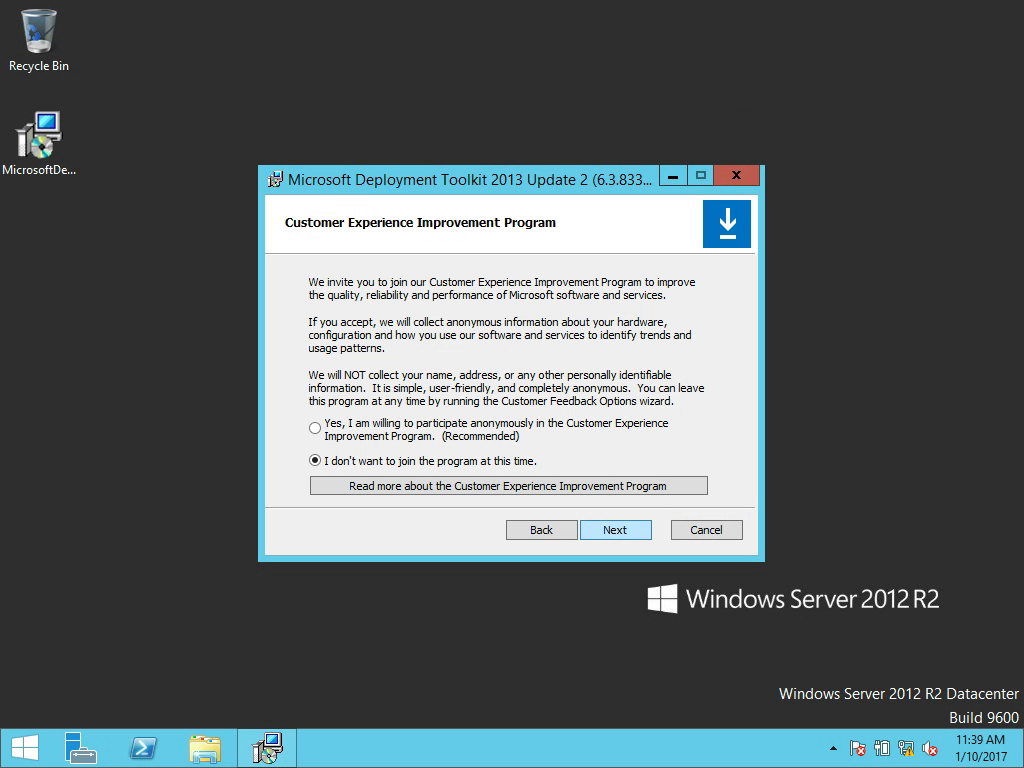 Recycle Bin
MicrosoftDe...
Microsoft Deployment Toolkit 2013 Update 2 (6.3.833...
Customer Experience Improvement Program
We invite you to join our Customer Experience Improvement Program to improve
the quality, reliability and performance of Microsoft software and services.
If you accept, we will collect anonymous information about your hardware,
configuration and how you use our software and services to identify trends and
usage patterns.
We will NOT collect your name, address, or any other personally identifiable
information. It is simple, user-friendly, and completely anonymous. You can leave
this program at any time by running the Customer Feedback Options wizard.
Yes, I am willing to participate anonymously in the Customer Experience
Improvement Program. (Recommended)
I don't want to join the program at this time.
Read more about the Customer Experience Improvement Program
Back Next Cancel
Windows Server 2012 R2
Windows Server 2012 R2 Datacenter
Build 9600
11:39 AM
1/10/2017